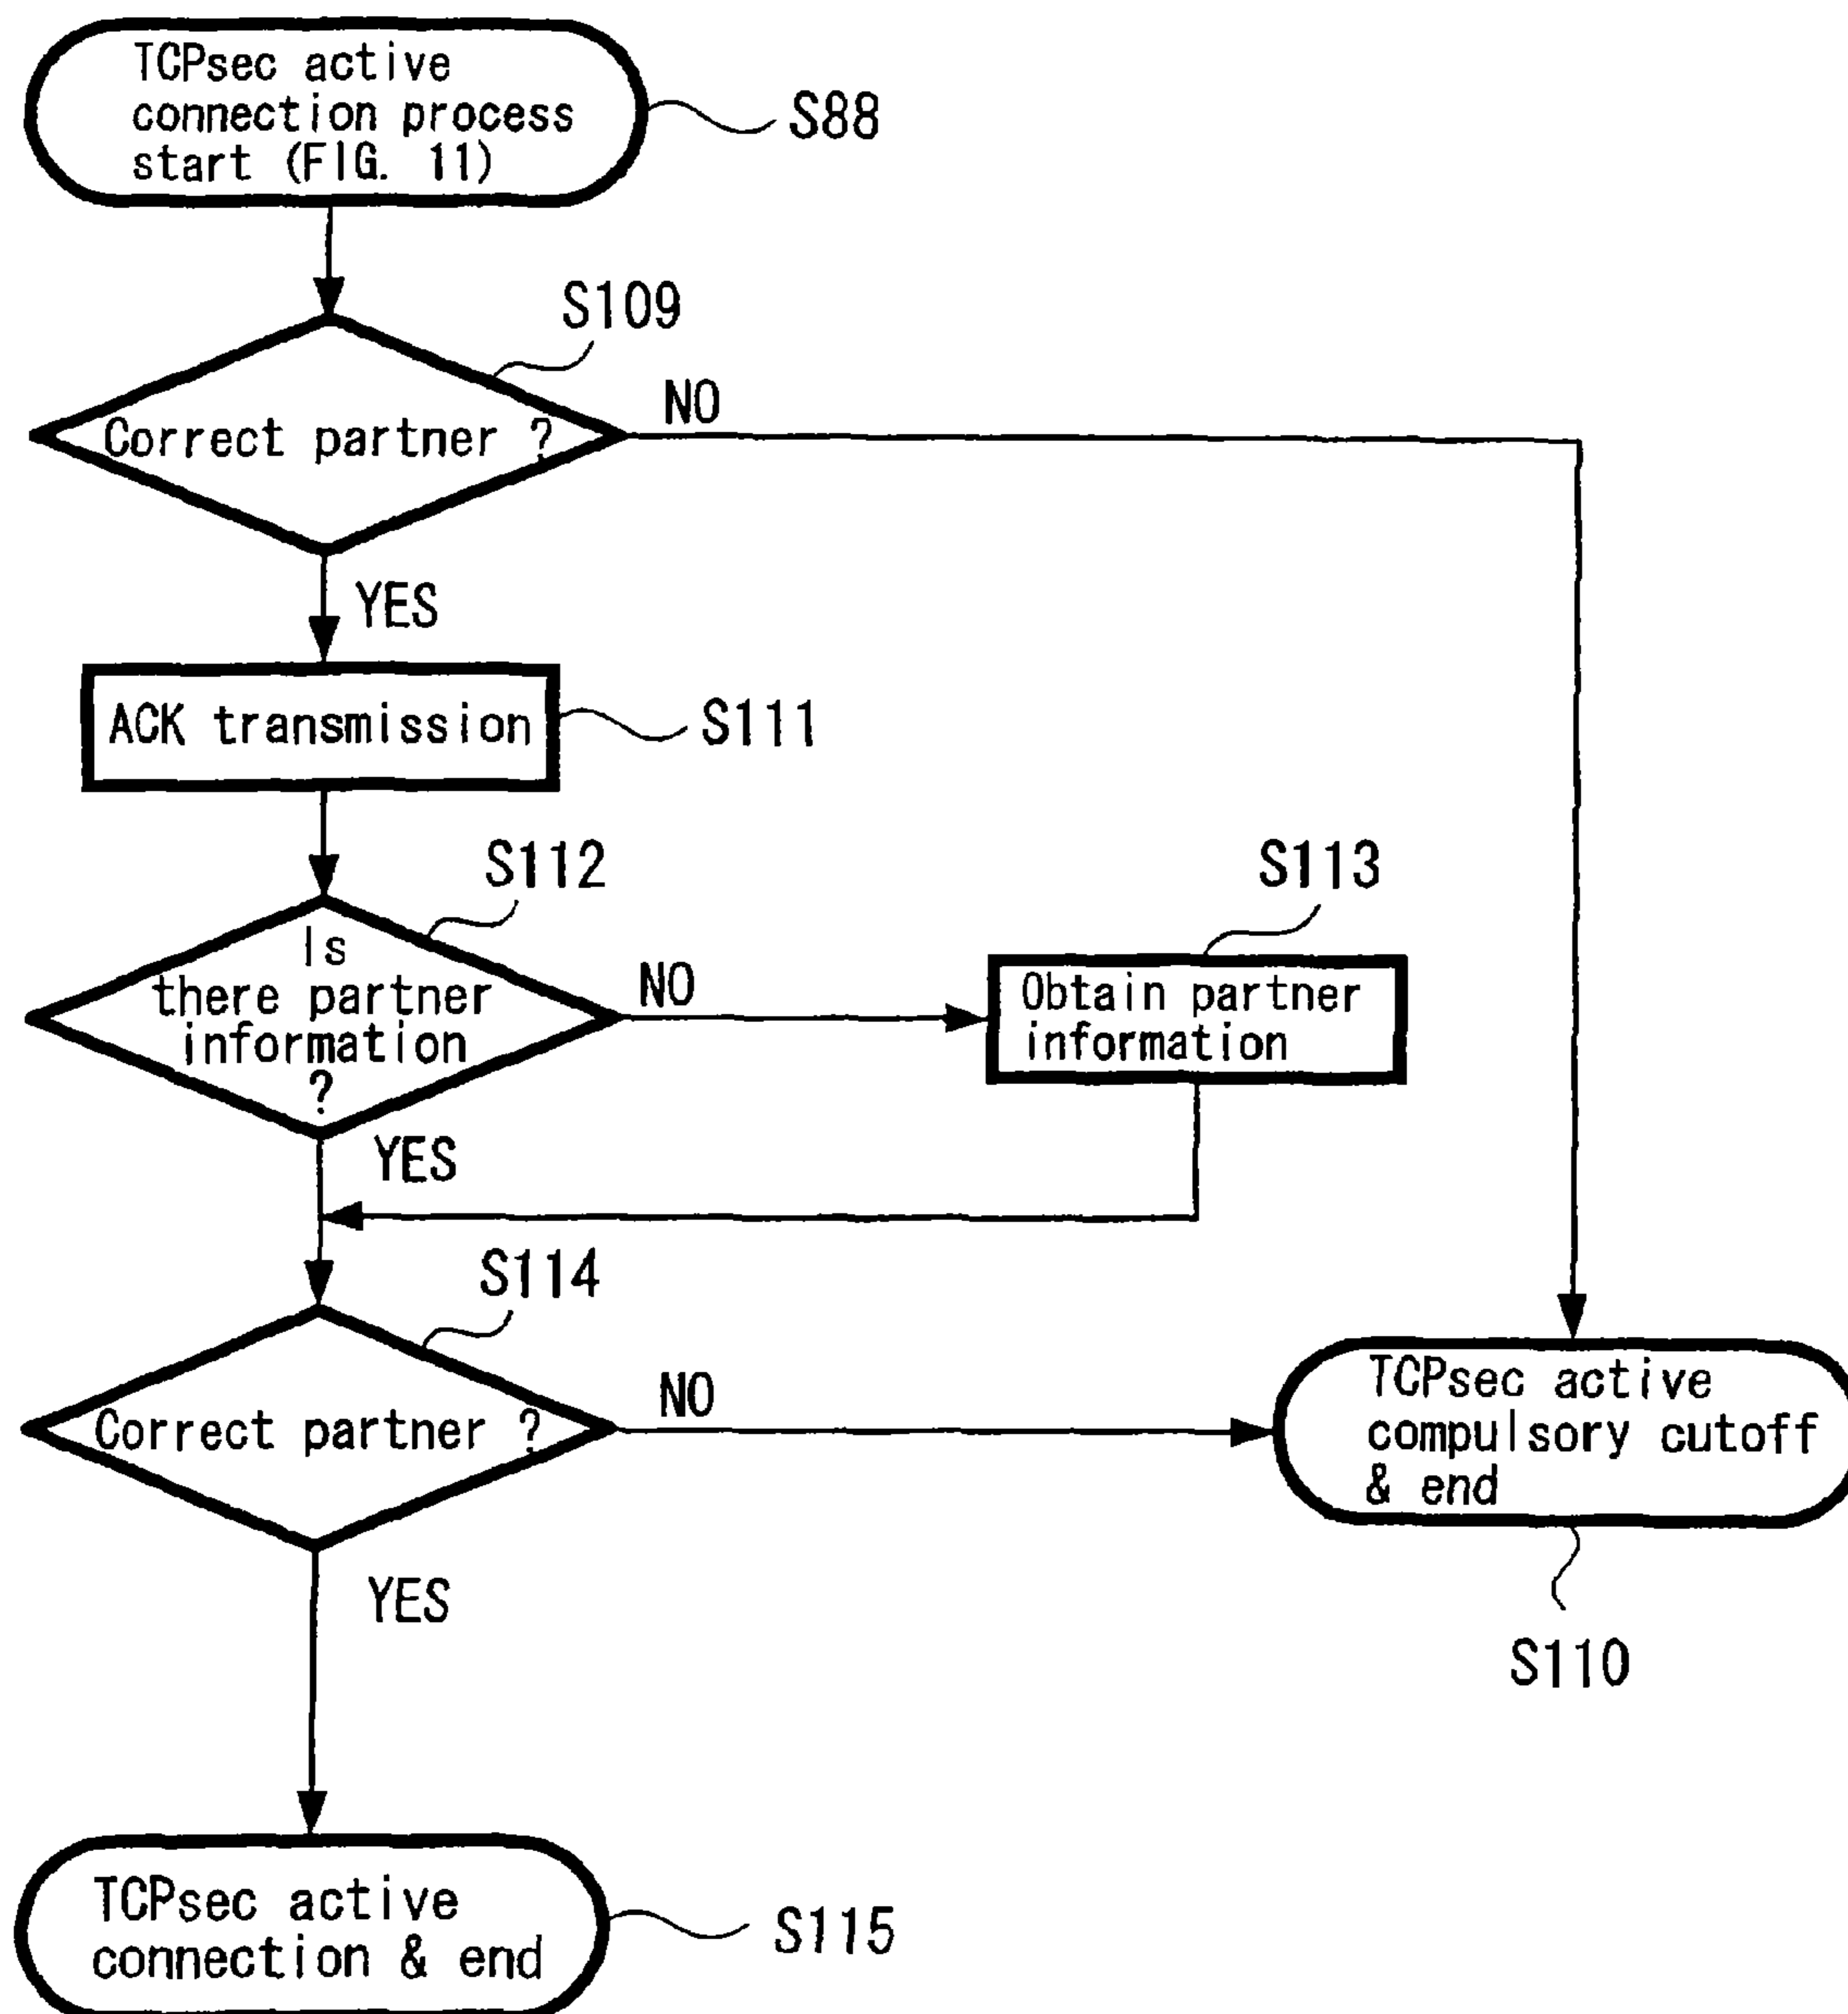 TCPsec active
connection process
start (FIG. 11)
S88
S109
Correct partner ?
NO
YES
ACK transmission
S111
S112
Is
there partner
information
?
NO
YES
S113
Obtain partner
information
S114
Correct partner ?
NO
YES
TCPsec active
compulsory cutoff
& end
S110
TCPsec active
connection & end
S115